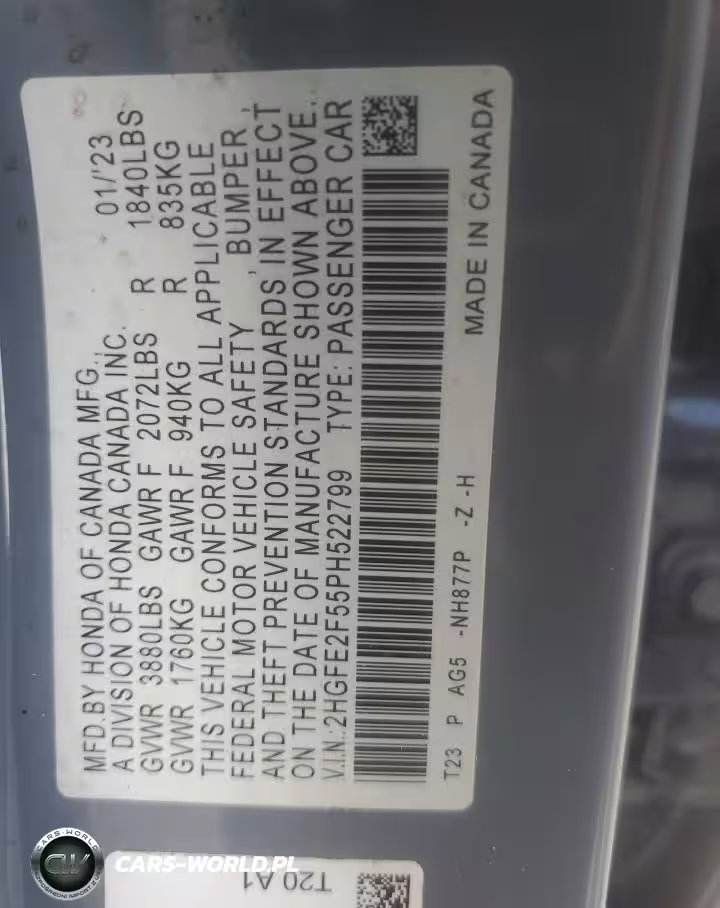 MFD.BY HONDA OF CANADA MFG.,
A DIVISION OF HONDA CANADA INC. 01/'23
GVWR 3880LBS GAWR F 2072LBS R 1840LBS
GVWR 1760KG GAWR F 940KG R 835KG
THIS VEHICLE CONFORMS TO ALL APPLICABLE
FEDERAL MOTOR VEHICLE SAFETY , BUMPER ,
AND THEFT PREVENTION STANDARDS, IN EFFECT
ON THE DATE OF MANUFACTURE SHOWN ABOVE.
V.I.N.:2HGFE2F55PH522799 TYPE: PASSENGER CAR
MADE IN CANADA
T23 P AG5 -NH877P -Z -H
T20 A1
CARS-WORLD
CW
CARS-WORLD.PL